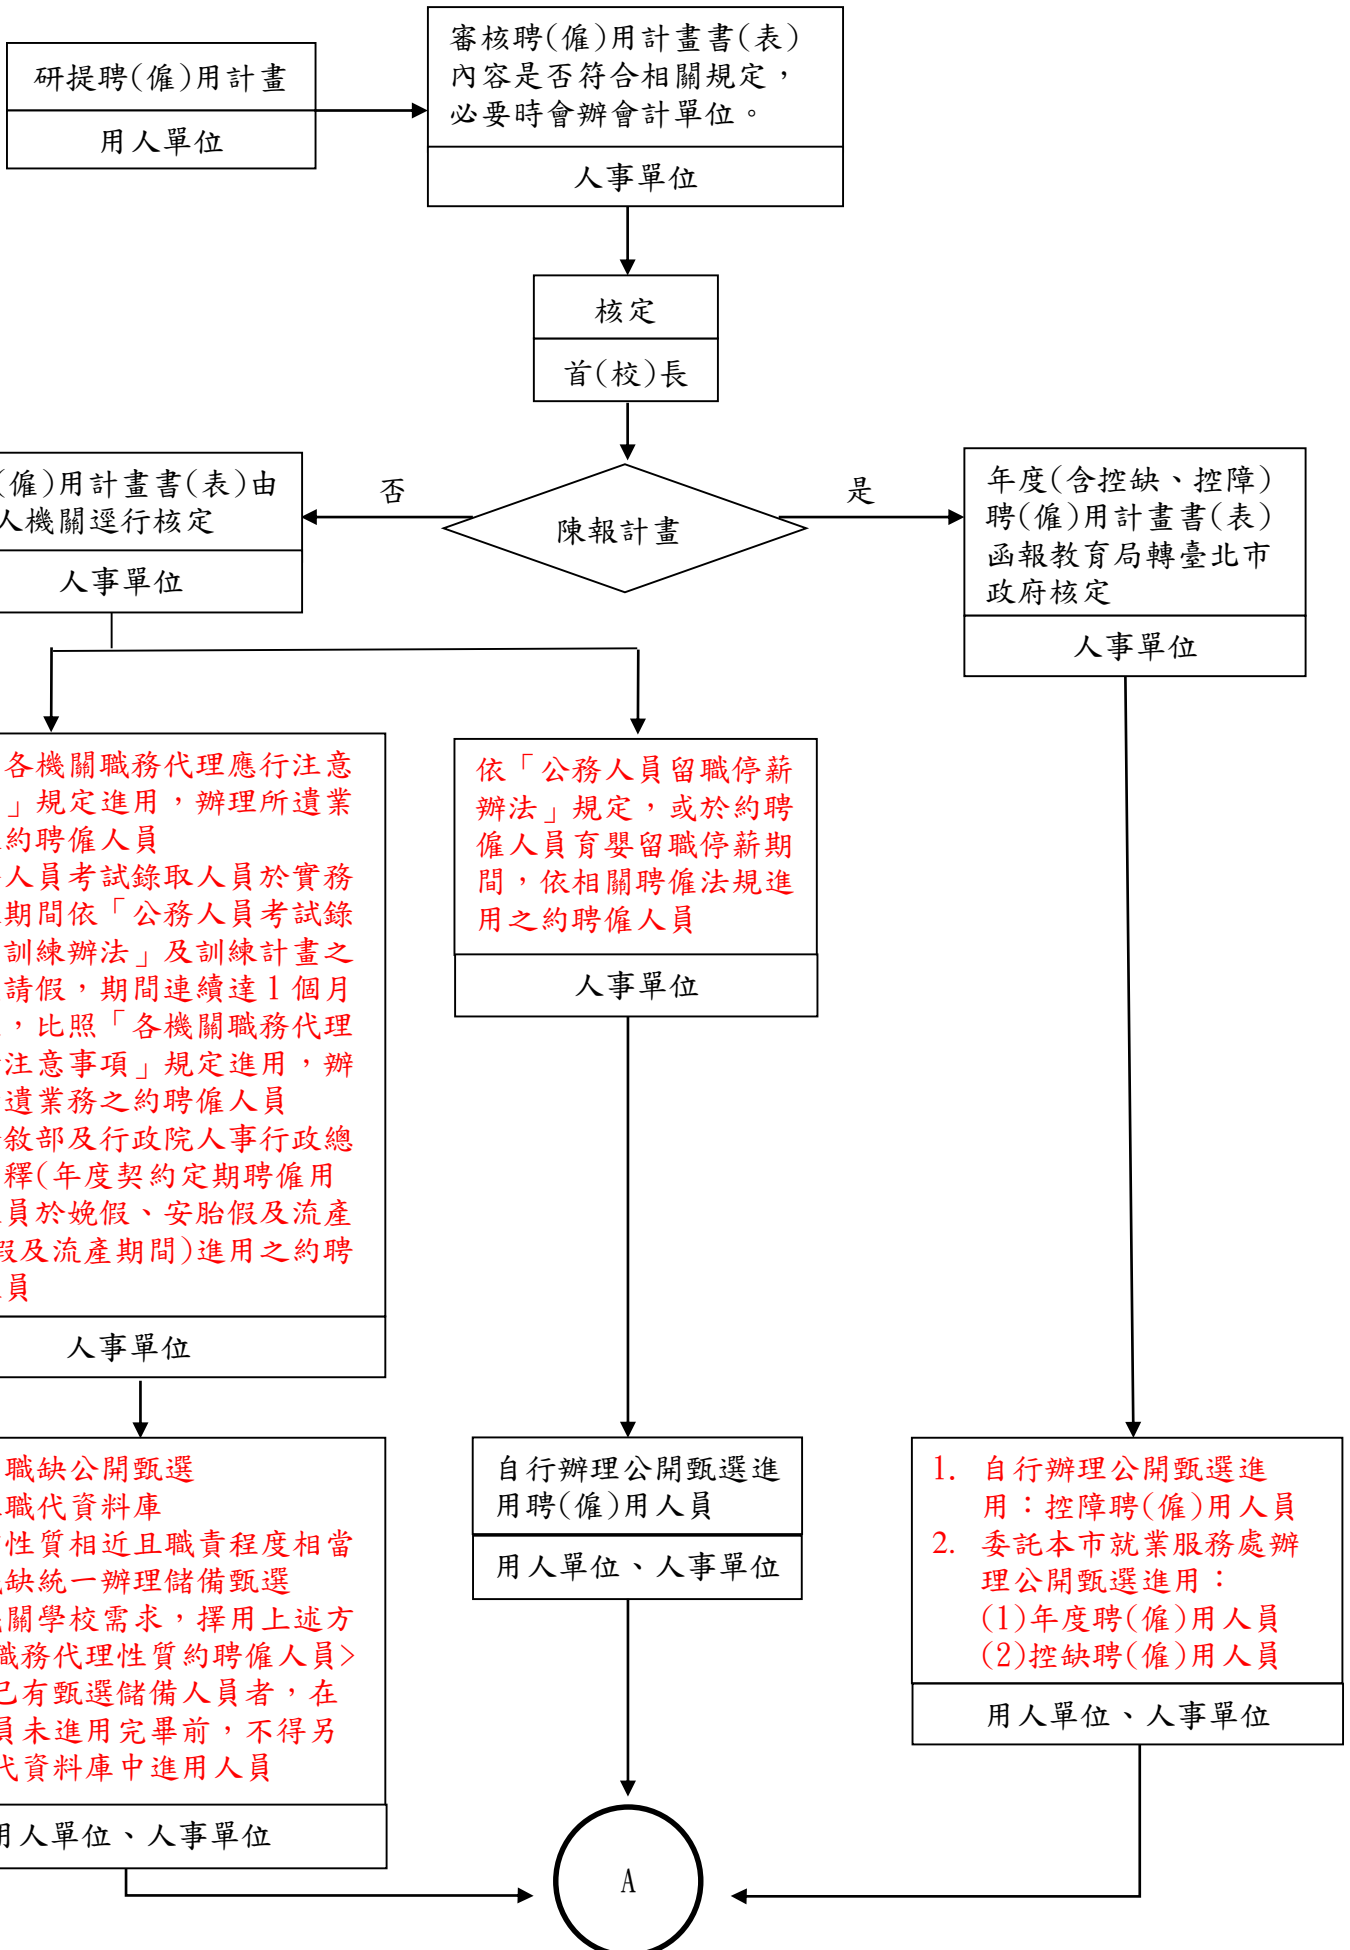 研提聘(僱)用計畫
用人單位
審核聘(僱)用計畫書(表)
內容是否符合相關規定，
必要時會辦會計單位。
人事單位
核定
首(校)長
陳報計畫
否
是
(僱)用計畫書(表)由
人機關逕行核定
人事單位
年度(含控缺、控障)
聘(僱)用計畫書(表)
函報教育局轉臺北市
政府核定
人事單位
各機關職務代理應行注意
」規定進用，辦理所遺業
約聘僱人員
人員考試錄取人員於實務
期間依「公務人員考試錄
訓練辦法」及訓練計畫之
請假，期間連續達1個月
，比照「各機關職務代理
注意事項」規定進用，辦
遺業務之約聘僱人員
敘部及行政院人事行政總
釋(年度契約定期聘僱用
員於娩假、安胎假及流產
假及流產期間)進用之約聘
員
人事單位
依「公務人員留職停薪
辦法」規定，或於約聘
僱人員育嬰留職停薪期
間，依相關聘僱法規進
用之約聘僱人員
人事單位
職缺公開甄選
職代資料庫
性質相近且職責程度相當
缺統一辦理儲備甄選
關學校需求，擇用上述方
職務代理性質約聘僱人員>
已有甄選儲備人員者，在
員未進用完畢前，不得另
代資料庫中進用人員
用人單位、人事單位
自行辦理公開甄選進
用聘(僱)用人員
用人單位、人事單位
1. 自行辦理公開甄選進
用：控障聘(僱)用人員
2. 委託本市就業服務處辦
理公開甄選進用：
(1)年度聘(僱)用人員
(2)控缺聘(僱)用人員
用人單位、人事單位
A